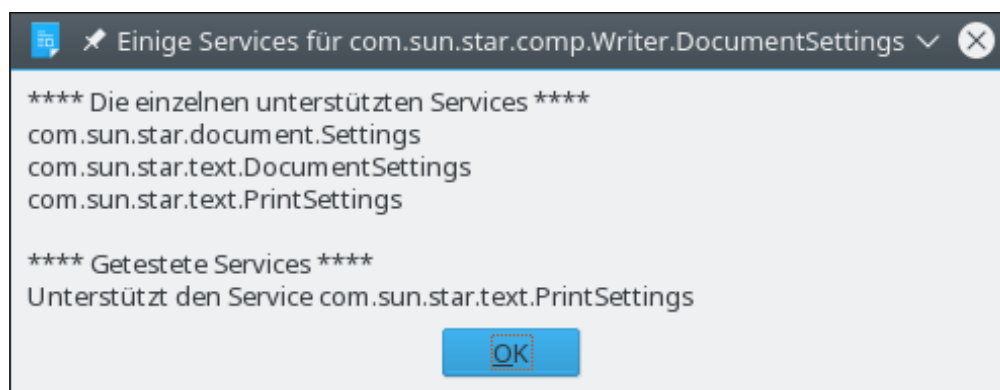 Einige Services für com.sun.star.comp.Writer.DocumentSettings
**** Die einzelnen unterstützten Services ****
com.sun.star.document.Settings
com.sun.star.text.DocumentSettings
com.sun.star.text.PrintSettings
**** Getestete Services ****
Unterstützt den Service com.sun.star.text.PrintSettings
OK